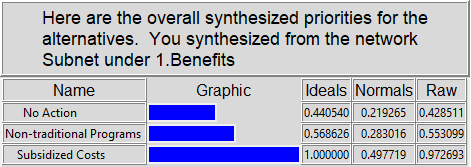 Here are the overall synthesized priorities for the
alternatives. You synthesized from the network
Subnet under 1.Benefits
Name Graphic Ideals Normals Raw
No Action 0.440540 0.219265 0.428511
Non-traditional Programs 0.568626 0.283016 0.553099
Subsidized Costs 1.000000 0.497719 0.972693